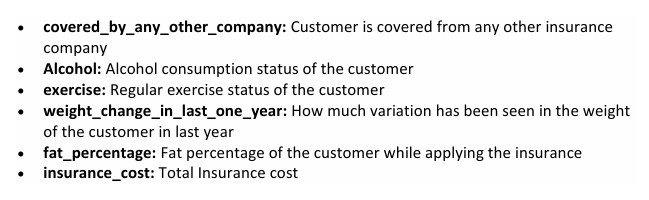 • covered_by_any_other_company: Customer is covered from any other insurance
company
• Alcohol: Alcohol consumption status of the customer
• exercise: Regular exercise status of the customer
• weight_change_in_last_one_year: How much variation has been seen in the weight
of the customer in last year
• fat_percentage: Fat percentage of the customer while applying the insurance
• insurance_cost: Total Insurance cost